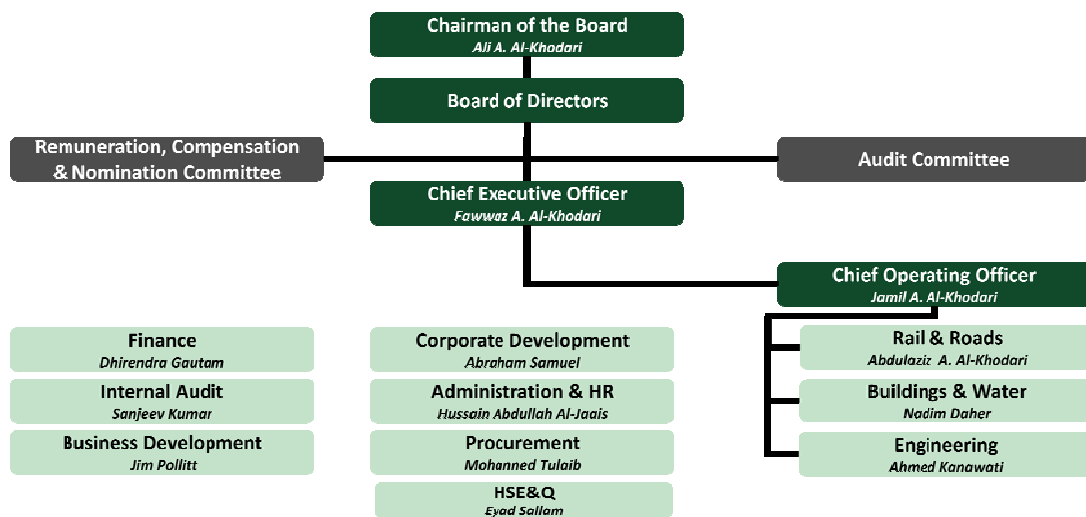 Chairman of the Board
Ali A. Al-Khodari
Board of Directors
Remuneration, Compensation
& Nomination Committee
Audit Committee
Chief Executive Officer
Fawwaz A. Al-Khodari
Chief Operating Officer
Jamil A. Al-Khodari
Finance
Dhirendra Gautam
Internal Audit
Sanjeev Kumar
Business Development
Jim Pollitt
Corporate Development
Abraham Samuel
Administration & HR
Hussain Abdullah Al-Jaais
Procurement
Mohanned Tulaib
HSE&Q
Eyad Sallam
Rail & Roads
Abdulaziz A. Al-Khodari
Buildings & Water
Nadim Daher
Engineering
Ahmed Kanawati